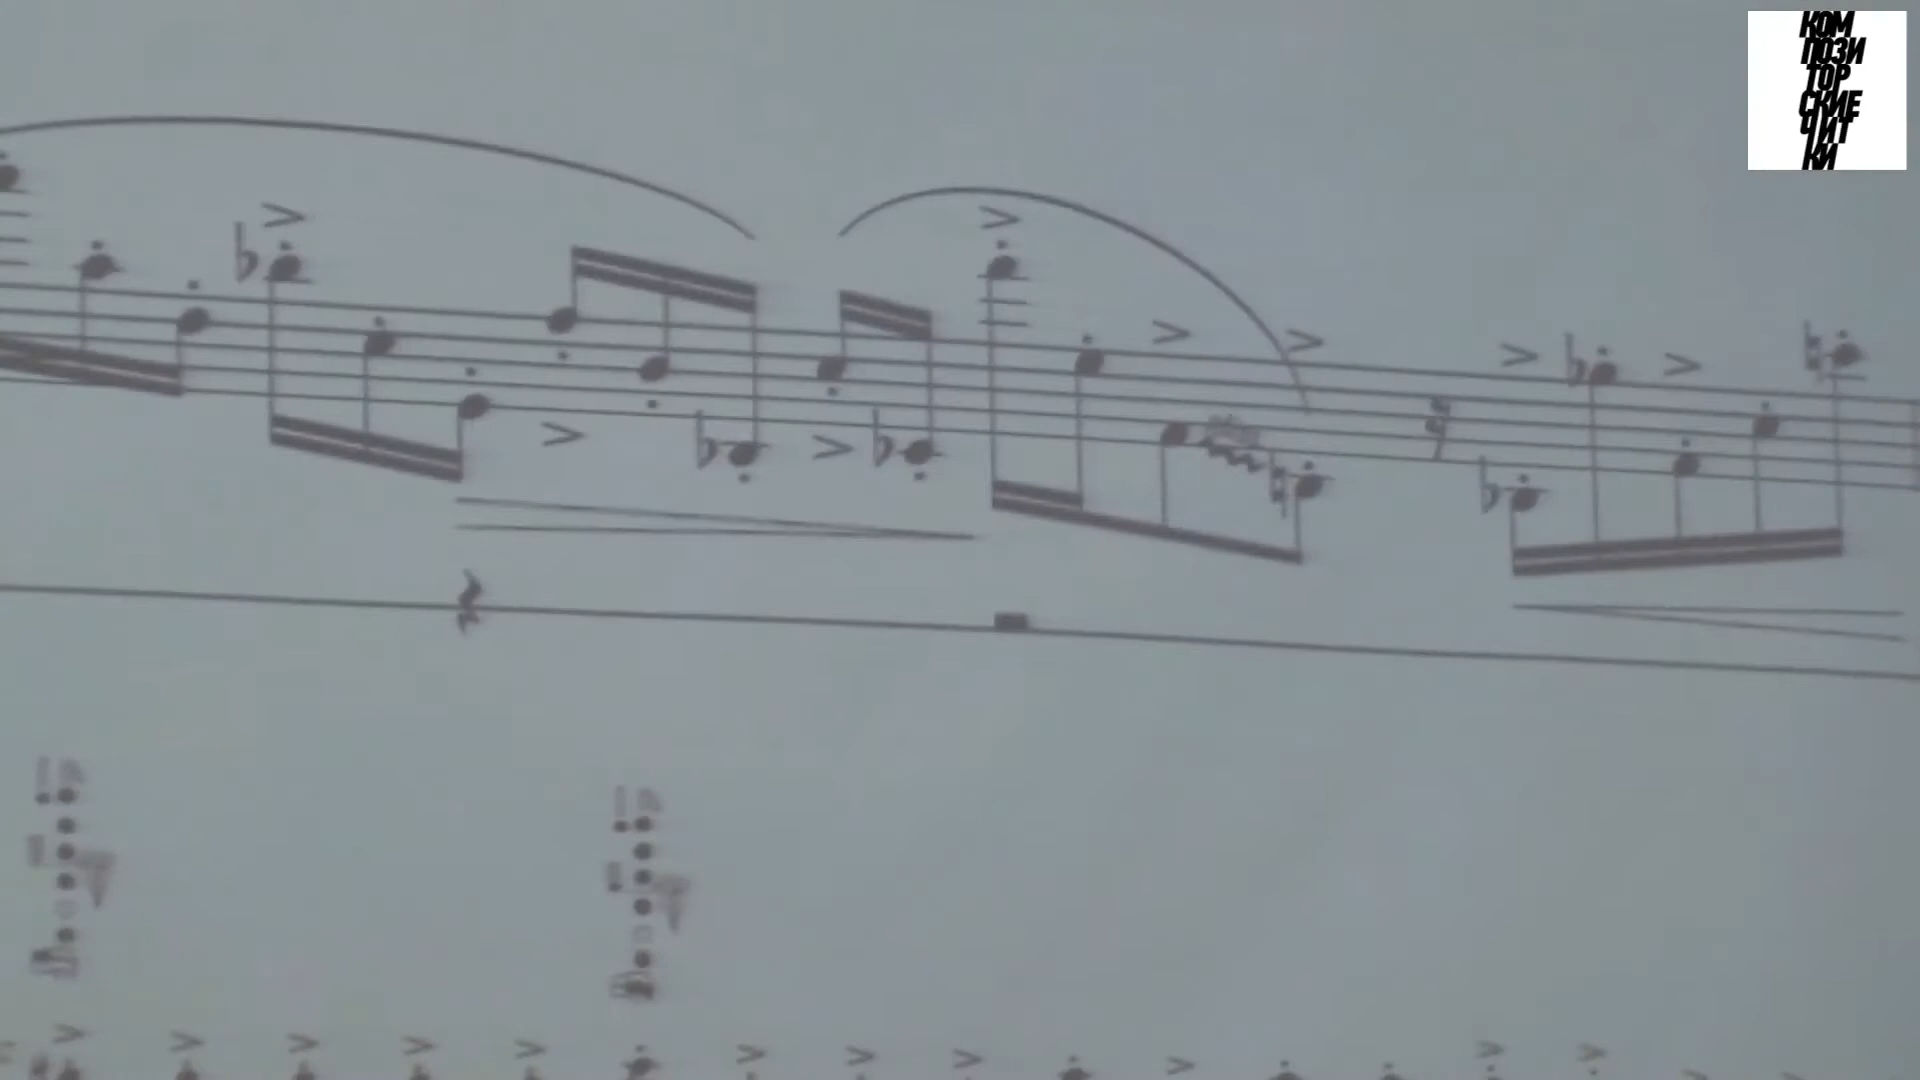 КОМ
ПОЗИ
ТОР
СКИЕ
ЧИТ
КИ